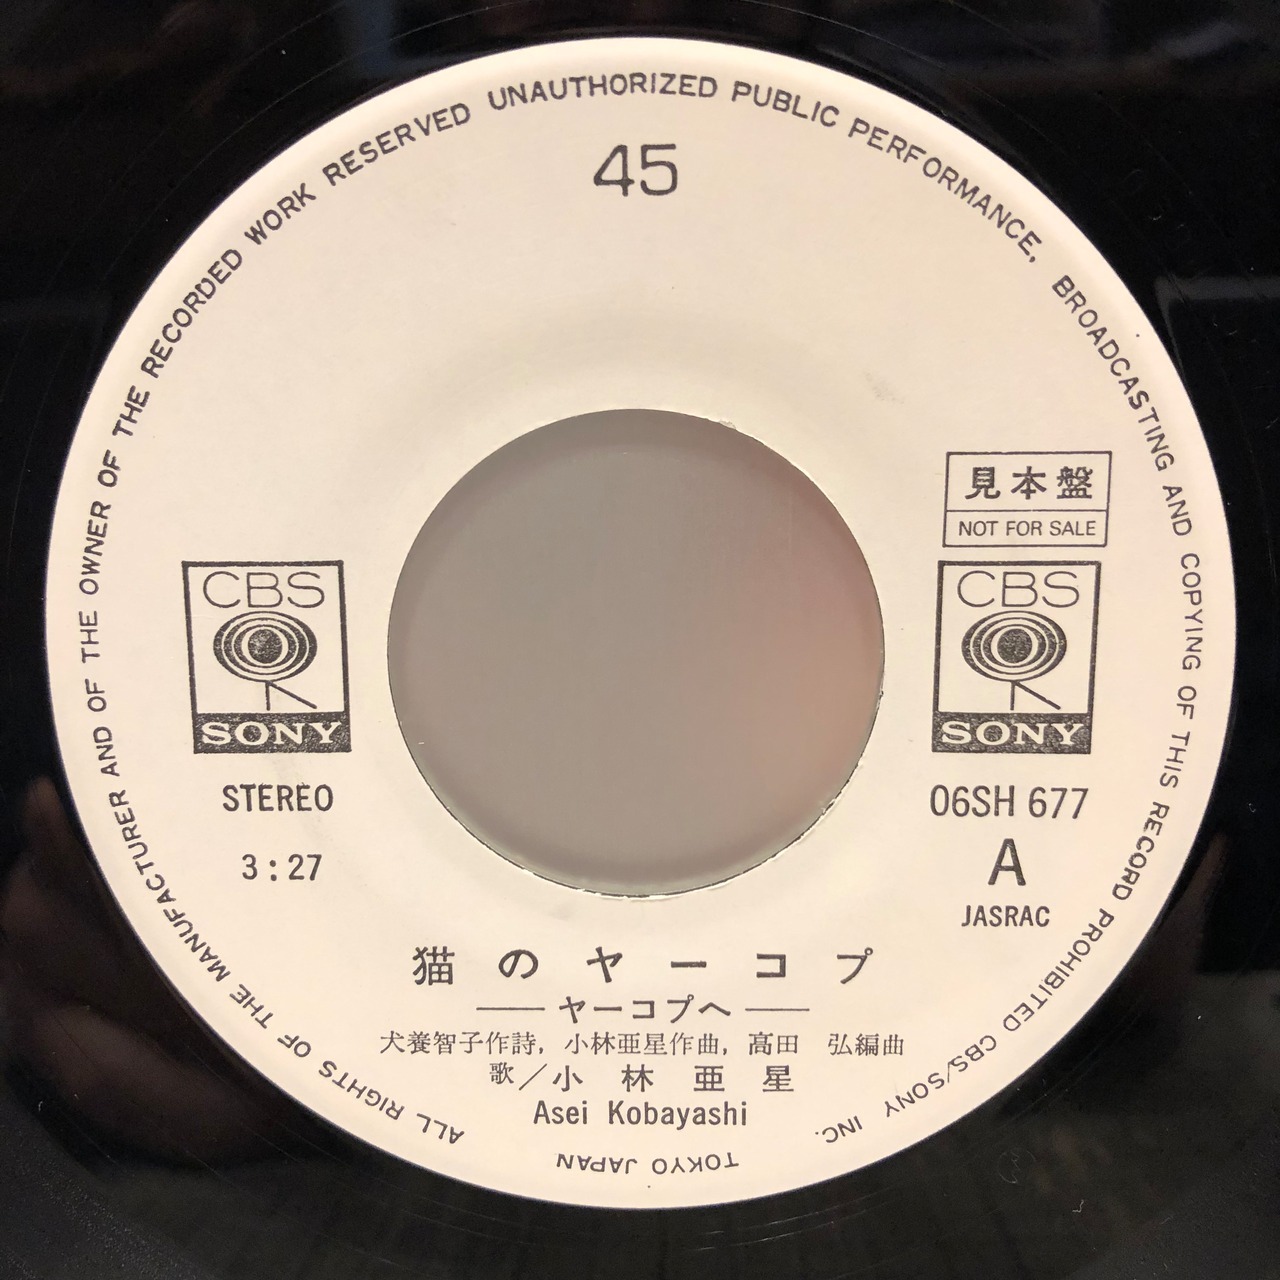 ALL RIGHTS OF THE MANUFACTURER AND OF THE OWNER OF THE RECORDED WORK RESERVED UNAUTHORIZED PUBLIC PERFORMANCE, BROADCASTING AND COPYING OF THIS RECORD PROHIBITED CBS/SONY INC.
TOKYO JAPAN
45
見本盤
NOT FOR SALE
CBS
SONY
STEREO
3:27
CBS
SONY
06SH 677
A
JASRAC
猫のヤーコプ
— ヤーコプへ —
犬養智子作詩, 小林亜星作曲, 高田 弘編曲
歌/小林亜星
Asei Kobayashi